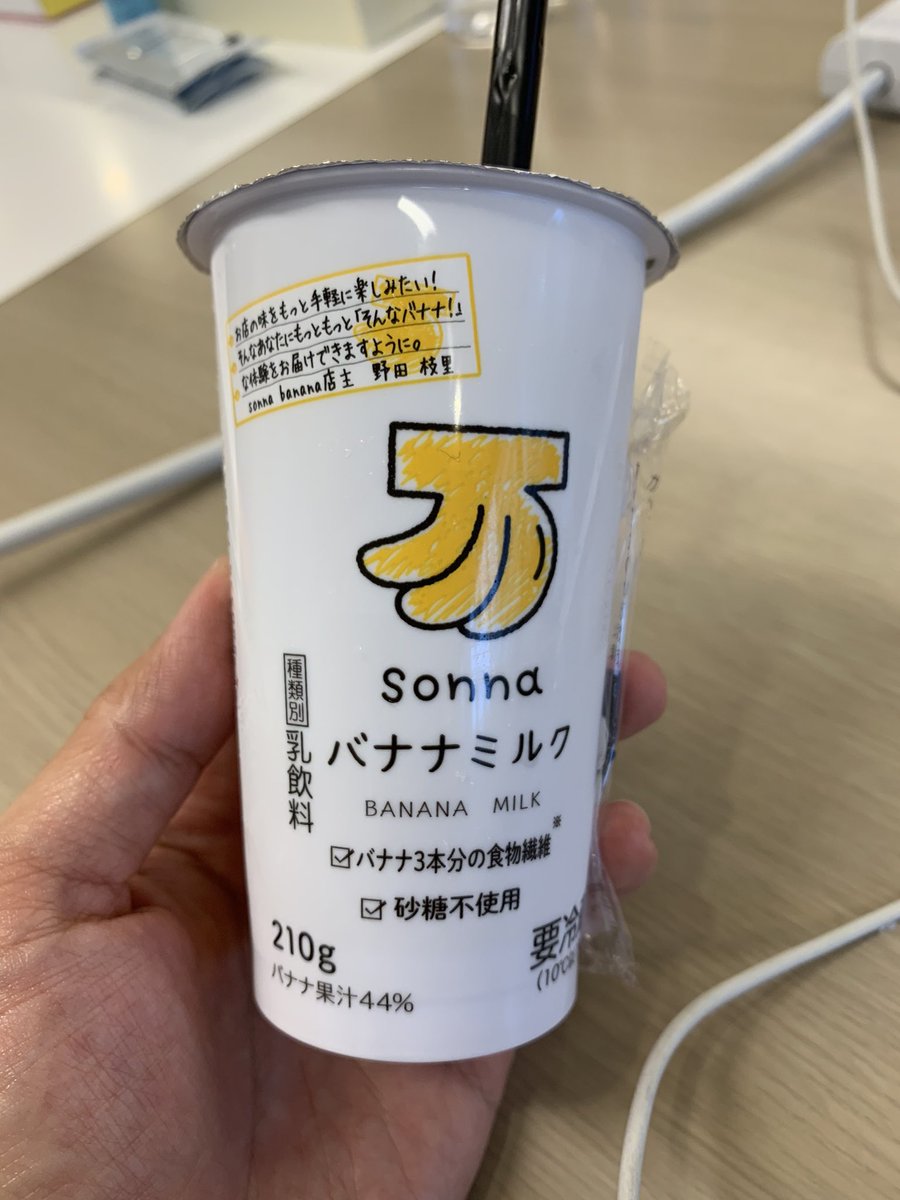 お店の味をもっと手軽に楽しみたい!
そんなあなたにもっともっと「そんなバナナ!」
な体験をお届けできますように。
sonna banana店主 野田 枝里
sonna
バナナミルク
BANANA MILK
種類別 乳飲料
バナナ3本分の食物繊維※
砂糖不使用
210g
バナナ果汁44%
要冷
(10℃以